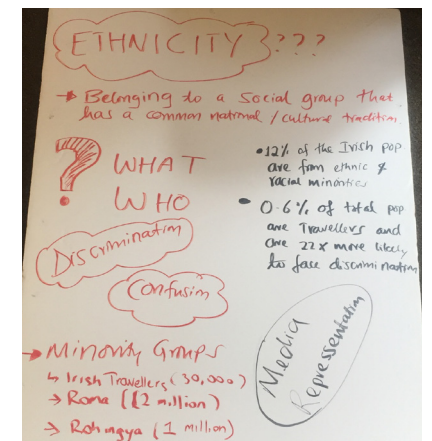 ETHNICITY ???
→ Belonging to a social group that
has a common national / cultural tradition
? WHAT
WHO
Discrimination
Confusion
• 12% of the Irish pop
are from ethnic &
racial minorities
• 0.6% of total pop
are Travellers and
are 22x more likely
to face discrimination
→ Minority Groups
↳ Irish Travellers (30,000)
→ Roma (12 million)
→ Rohingya (1 million)
Media
Representation